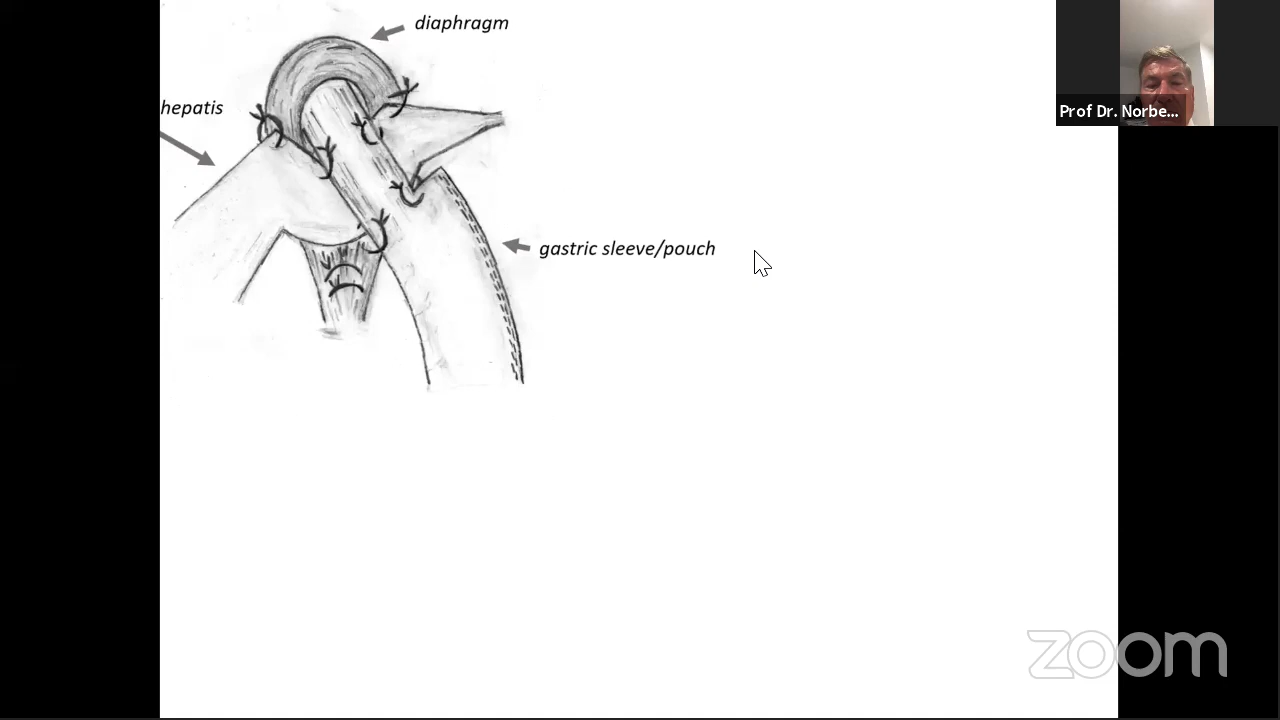 diaphragm
hepatis
gastric sleeve/pouch
Prof Dr. Norbe...
zoom